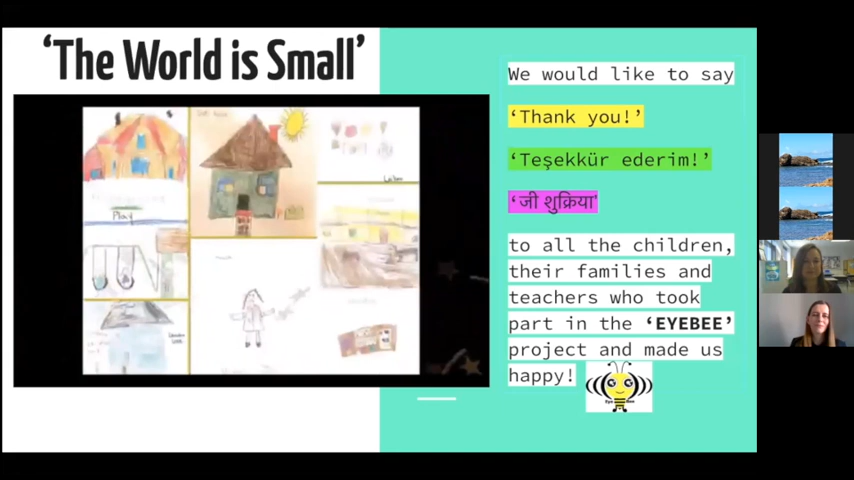 ‘The World is Small’
Play
We would like to say
‘Thank you!’
‘Teşekkür ederim!’
‘जी शुक्रिया’
to all the children,
their families and
teachers who took
part in the ‘EYEBEE’
project and made us
happy!